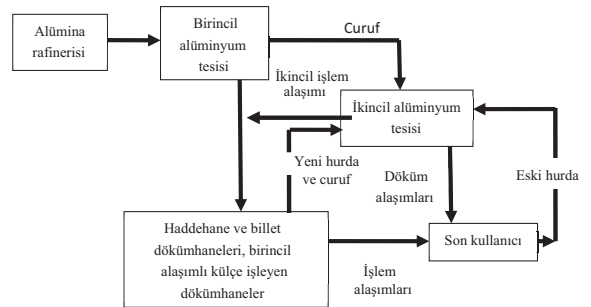 Alümina
rafinerisi
Birincil
alüminyum
tesisi
Curuf
İkincil işlem
alaşımı
İkincil alüminyum
tesisi
Yeni hurda
ve curuf
Döküm
alaşımları
Eski hurda
Haddehane ve billet
dökümhaneleri, birincil
alaşımlı külçe işleyen
dökümhaneler
Son kullanıcı
İşlem
alaşımları